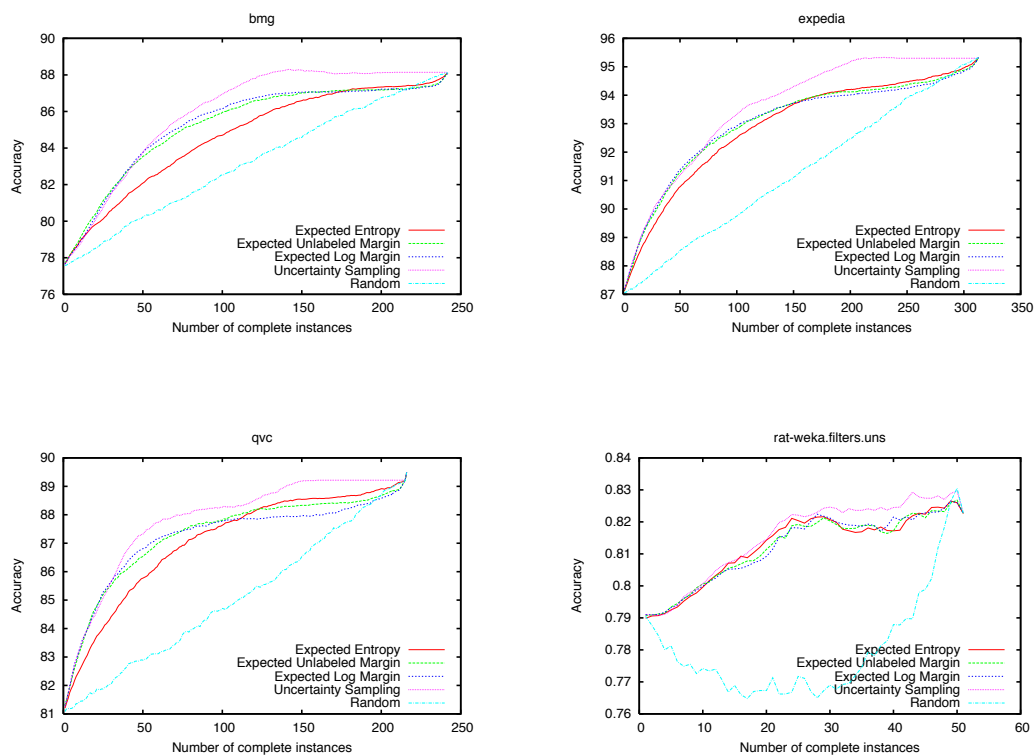 bmg
90
88
86
84
82
80
78
76
Accuracy
0 50 100 150 200 250
Number of complete instances
Expected Entropy
Expected Unlabeled Margin
Expected Log Margin
Uncertainty Sampling
Random
expedia
96
95
94
93
92
91
90
89
88
87
Accuracy
0 50 100 150 200 250 300 350
Number of complete instances
Expected Entropy
Expected Unlabeled Margin
Expected Log Margin
Uncertainty Sampling
Random
qvc
90
89
88
87
86
85
84
83
82
81
Accuracy
0 50 100 150 200 250
Number of complete instances
Expected Entropy
Expected Unlabeled Margin
Expected Log Margin
Uncertainty Sampling
Random
rat-weka.filters.uns
0.84
0.83
0.82
0.81
0.8
0.79
0.78
0.77
0.76
Accuracy
0 10 20 30 40 50 60
Number of complete instances
Expected Entropy
Expected Unlabeled Margin
Expected Log Margin
Uncertainty Sampling
Random